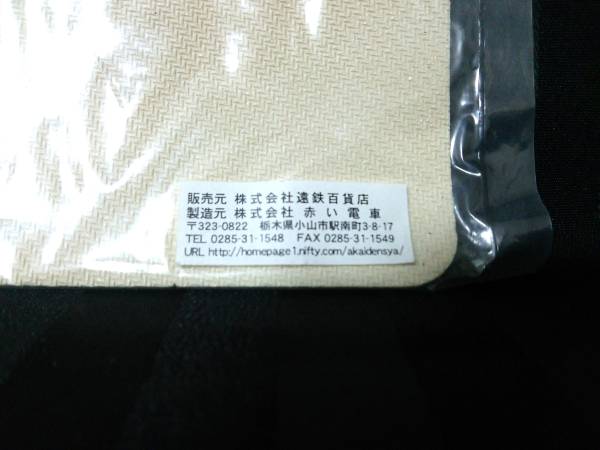 販売元 株式会社遠鉄百貨店
製造元 株式会社 赤い電車
〒323-0822 栃木県小山市駅南町3-8-17
TEL 0285-31-1548 FAX 0285-31-1549
URL http://homepage1.nifty.com/akaidensya/